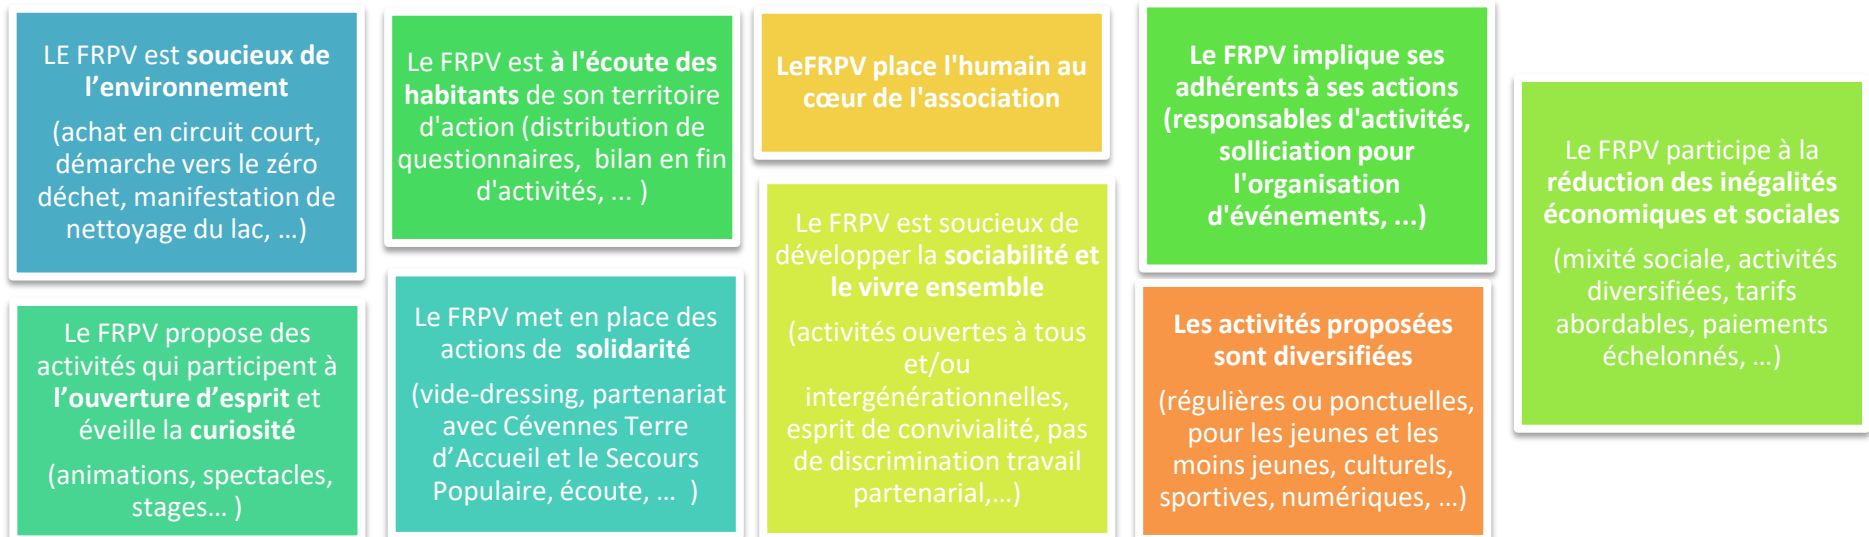 LE FRPV est soucieux de
l’environnement
(achat en circuit court,
démarche vers le zéro
déchet, manifestation de
nettoyage du lac, …)
Le FRPV propose des
activités qui participent à
l’ouverture d’esprit et
éveille la curiosité
(animations, spectacles,
stages… )
Le FRPV est à l'écoute des
habitants de son territoire
d'action (distribution de
questionnaires, bilan en fin
d'activités, ... )
Le FRPV met en place des
actions de solidarité
(vide-dressing, partenariat
avec Cévennes Terre
d’Accueil et le Secours
Populaire, écoute, … )
LeFRPV place l'humain au
cœur de l'association
Le FRPV est soucieux de
développer la sociabilité et
le vivre ensemble
(activités ouvertes à tous
et/ou
intergénérationnelles,
esprit de convivialité, pas
de discrimination travail
partenarial,…)
Le FRPV implique ses
adhérents à ses actions
(responsables d'activités,
solliciation pour
l'organisation
d'événements, ...)
Les activités proposées
sont diversifiées
(régulières ou ponctuelles,
pour les jeunes et les
moins jeunes, culturels,
sportives, numériques, …)
Le FRPV participe à la
réduction des inégalités
économiques et sociales
(mixité sociale, activités
diversifiées, tarifs
abordables, paiements
échelonnés, …)